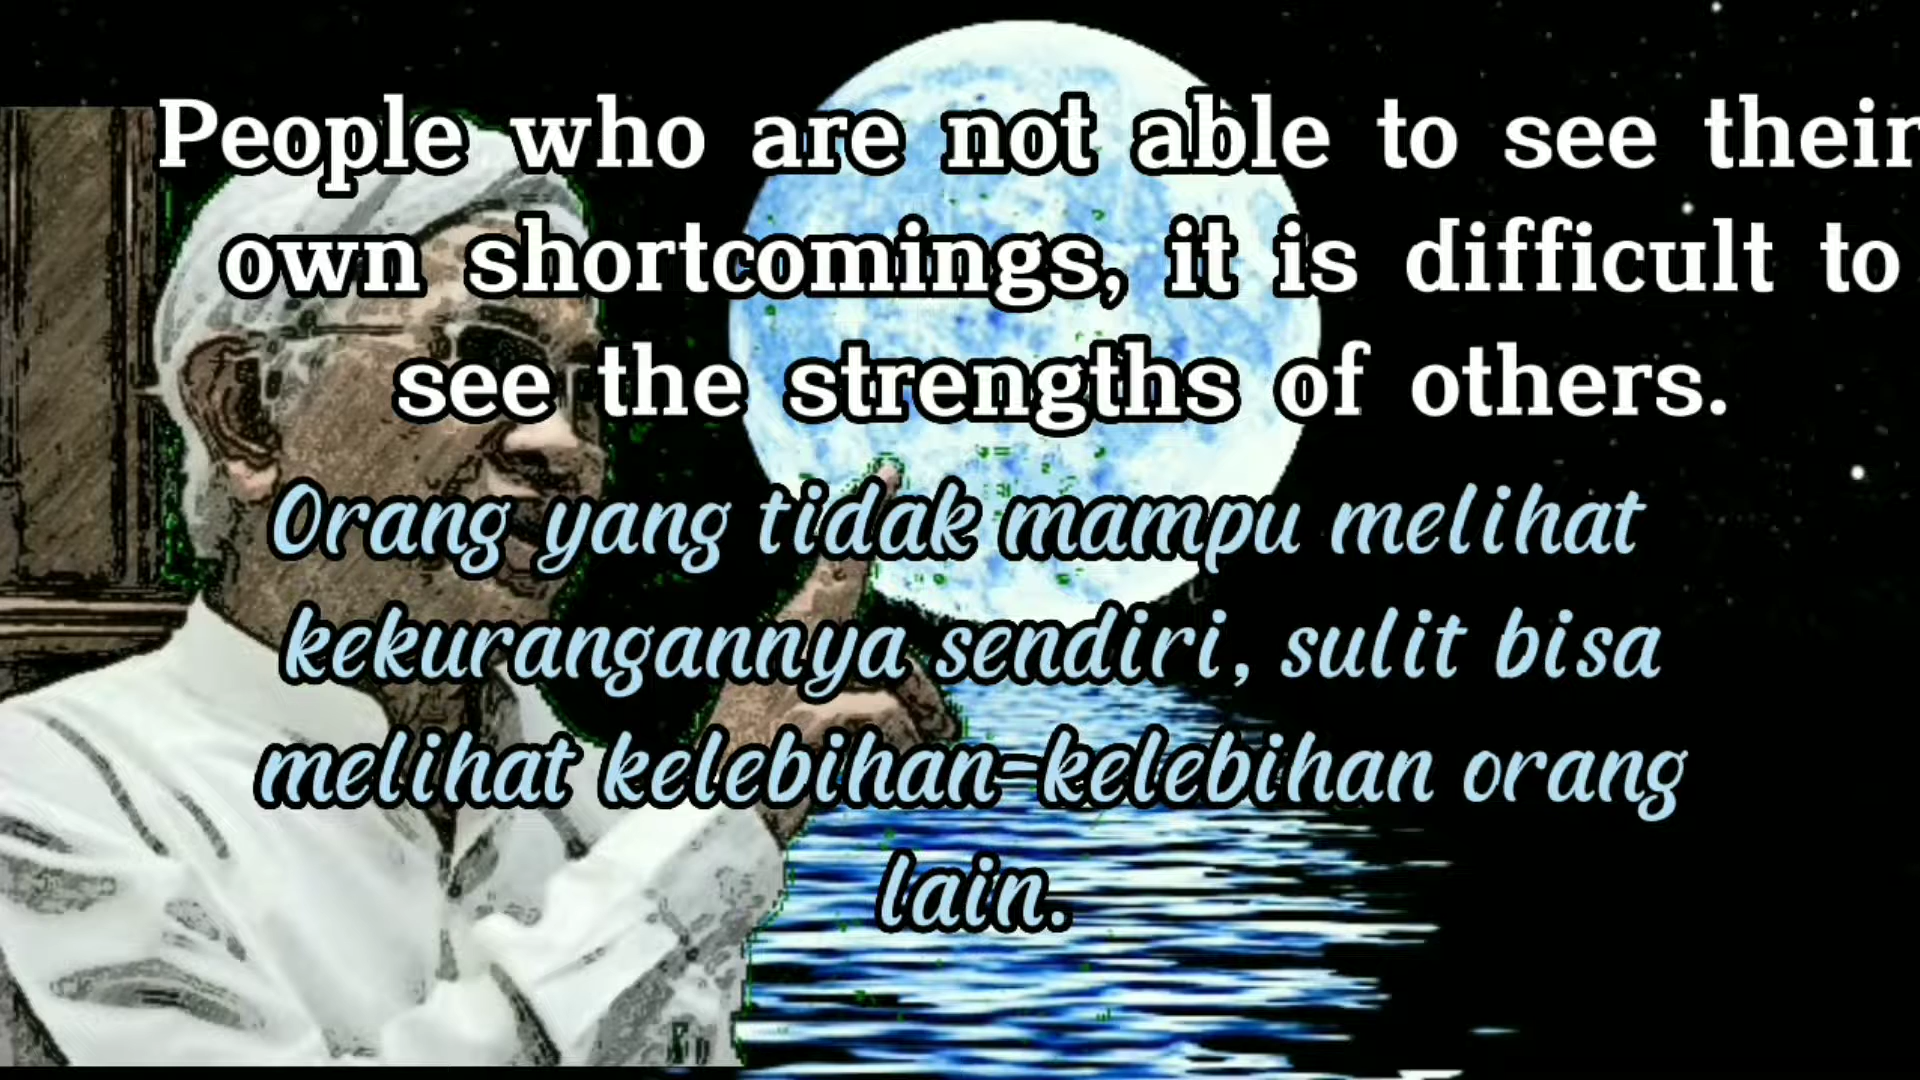 People who are not able to see their
own shortcomings, it is difficult to
see the strengths of others.
Orang yang tidak mampu melihat
kekurangannya sendiri, sulit bisa
melihat kelebihan-kelebihan orang
lain.